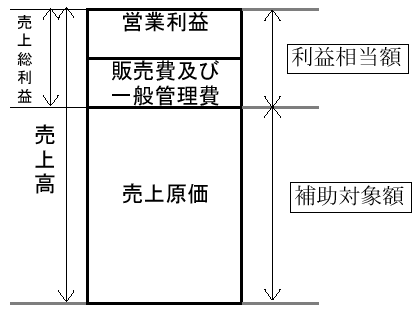 売上総利益
売上高
営業利益
販売費及び
一般管理費
売上原価
利益相当額
補助対象額